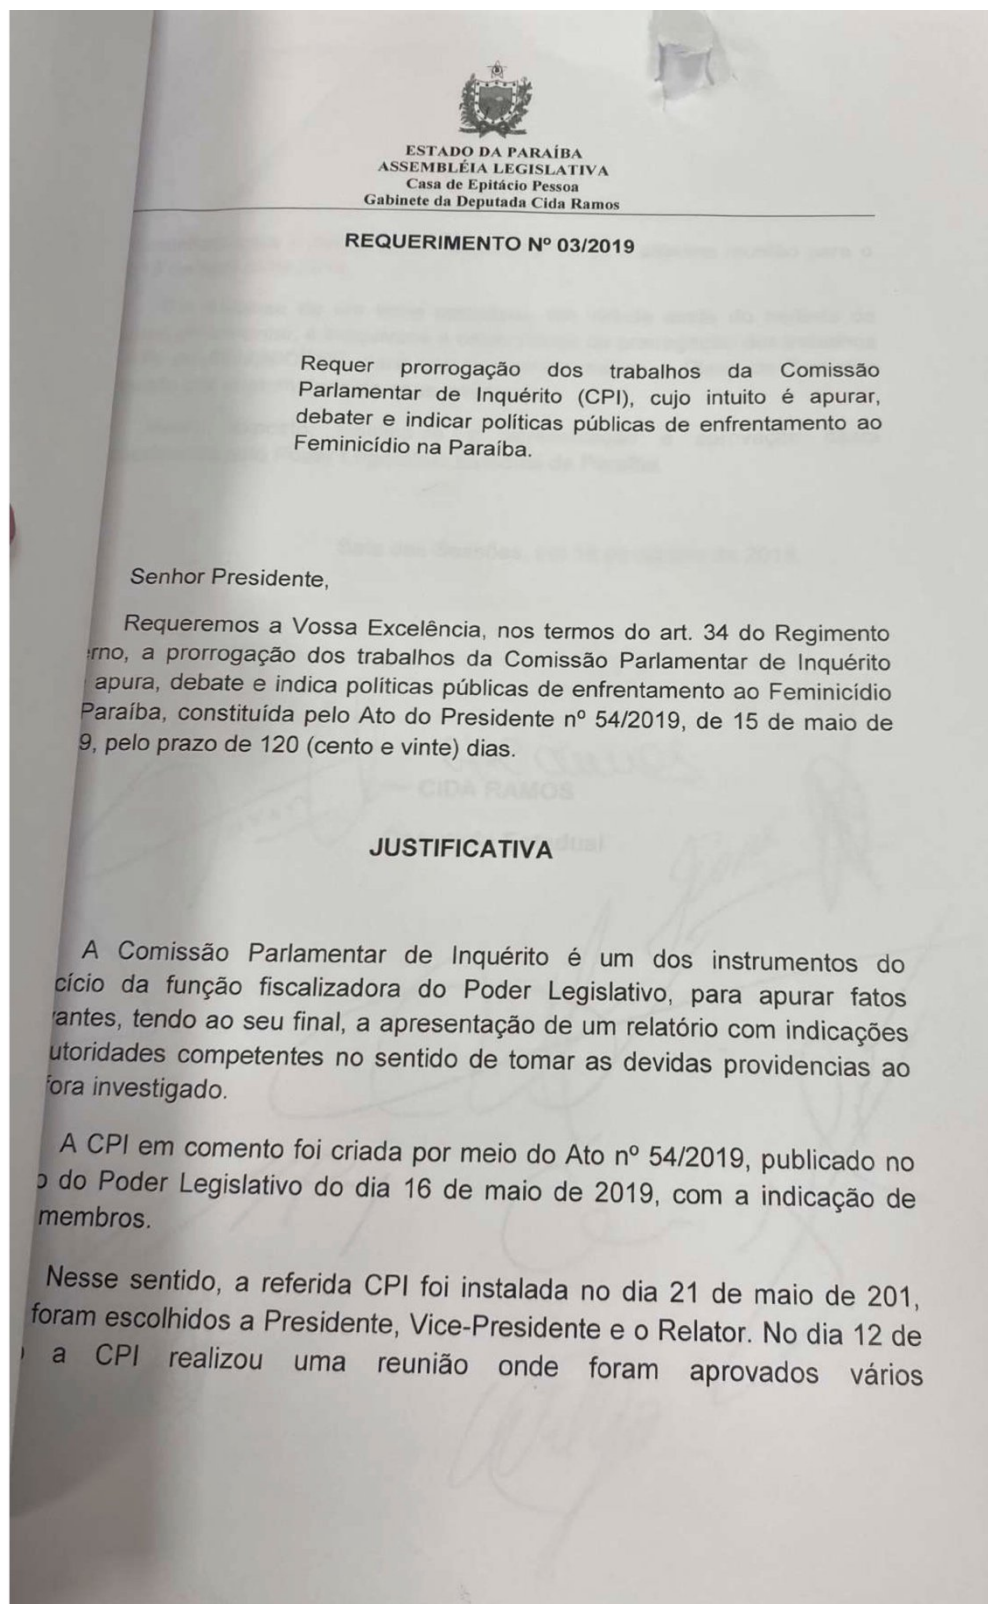 ESTADO DA PARAÍBA
ASSEMBLÉIA LEGISLATIVA
Casa de Epitácio Pessoa
Gabinete da Deputada Cida Ramos
REQUERIMENTO Nº 03/2019
Requer prorrogação dos trabalhos da Comissão
Parlamentar de Inquérito (CPI), cujo intuito é apurar,
debater e indicar políticas públicas de enfrentamento ao
Feminicídio na Paraíba.
Senhor Presidente,
Requeremos a Vossa Excelência, nos termos do art. 34 do Regimento
erno, a prorrogação dos trabalhos da Comissão Parlamentar de Inquérito
apura, debate e indica políticas públicas de enfrentamento ao Feminicídio
Paraíba, constituída pelo Ato do Presidente nº 54/2019, de 15 de maio de
9, pelo prazo de 120 (cento e vinte) dias.
CIDA RAMOS
JUSTIFICATIVA
A Comissão Parlamentar de Inquérito é um dos instrumentos do
cício da função fiscalizadora do Poder Legislativo, para apurar fatos
vantes, tendo ao seu final, a apresentação de um relatório com indicações
utoridades competentes no sentido de tomar as devidas providencias ao
fora investigado.
A CPI em comento foi criada por meio do Ato nº 54/2019, publicado no
o do Poder Legislativo do dia 16 de maio de 2019, com a indicação de
membros.
Nesse sentido, a referida CPI foi instalada no dia 21 de maio de 201,
foram escolhidos a Presidente, Vice-Presidente e o Relator. No dia 12 de
a CPI realizou uma reunião onde foram aprovados vários